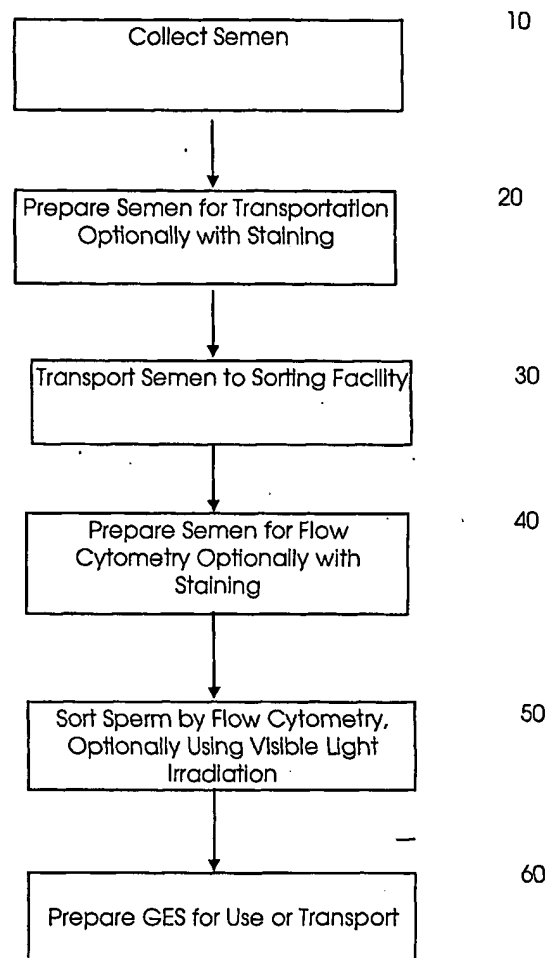 10
Collect Semen
20
Prepare Semen for Transportation
Optionally with Staining
30
Transport Semen to Sorting Facility
40
Prepare Semen for Flow
Cytometry Optionally with
Staining
50
Sort Sperm by Flow Cytometry,
Optionally Using Visible Light
Irradiation
60
Prepare GES for Use or Transport